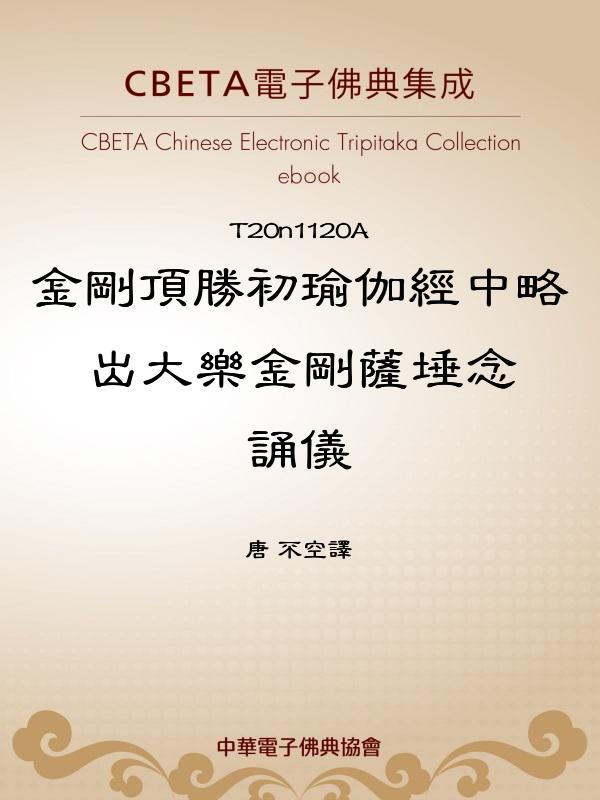 CBETA電子佛典集成
CBETA Chinese Electronic Tripitaka Collection
ebook
T20n1120A
金剛頂勝初瑜伽經中略
出大樂金剛薩埵念
誦儀
唐 不空譯
中華電子佛典協會